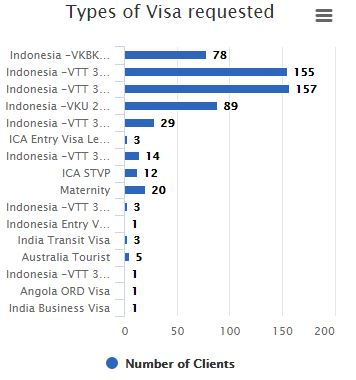 Types of Visa requested
Indonesia -VKBK... 78
Indonesia -VTT 3... 155
Indonesia -VTT 3... 157
Indonesia -VKU 2... 89
Indonesia -VTT 3... 29
ICA Entry Visa Le... 3
Indonesia -VTT 3... 14
ICA STVP 12
Maternity 20
Indonesia -VTT 3... 3
Indonesia Entry V... 1
India Transit Visa 3
Australia Tourist 5
Indonesia -VTT 3... 1
Angola ORD Visa 1
India Business Visa 1
0 50 100 150 200
Number of Clients